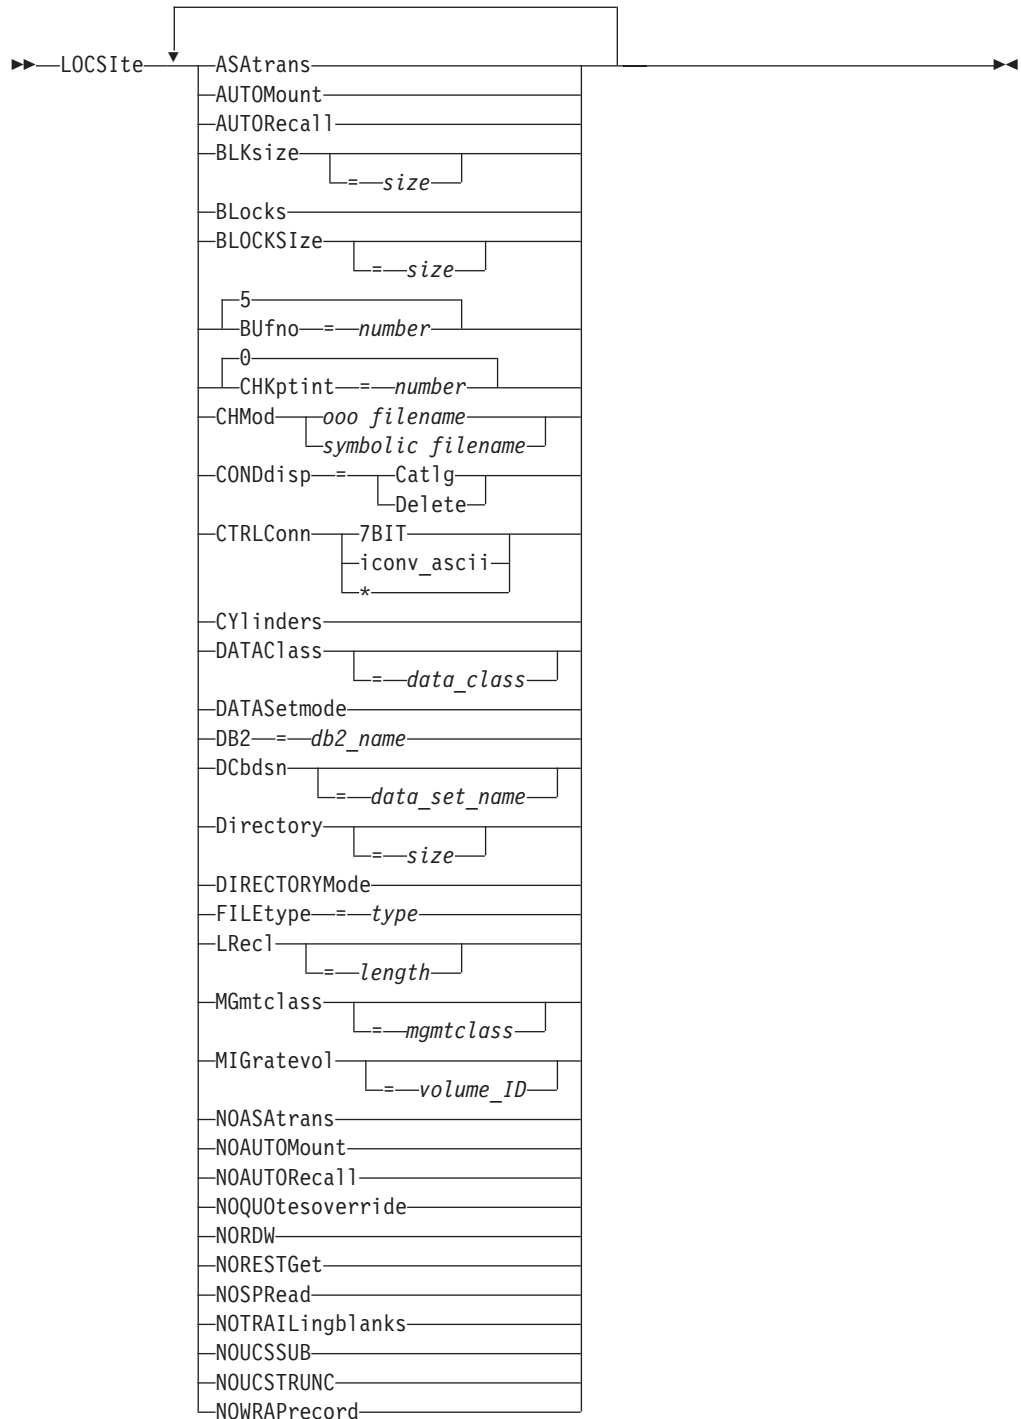 LOCSIte ASAtrans
AUTOMount
AUTORecall
BLKsize
= size
BLocks
BLOCKSIze
= size
5
BUfno = number
0
CHKptint = number
CHMod ooo filename
symbolic filename
CONDdisp = Catlg
Delete
CTRLConn 7BIT
iconv_ascii
*
CYlinders
DATAClass
= data_class
DATASetmode
DB2 = db2_name
DCbdsn
= data_set_name
Directory
= size
DIRECTORYMode
FILEtype = type
LRecl
= length
MGmtclass
= mgmtclass
MIGratevol
= volume_ID
NOASAtrans
NOAUTOMount
NOAUTORecall
NOQUOtesoverride
NORDW
NORESTGet
NOSPRead
NOTRAILingblanks
NOUCSSUB
NOUCSTRUNC
NOWRAPrecord